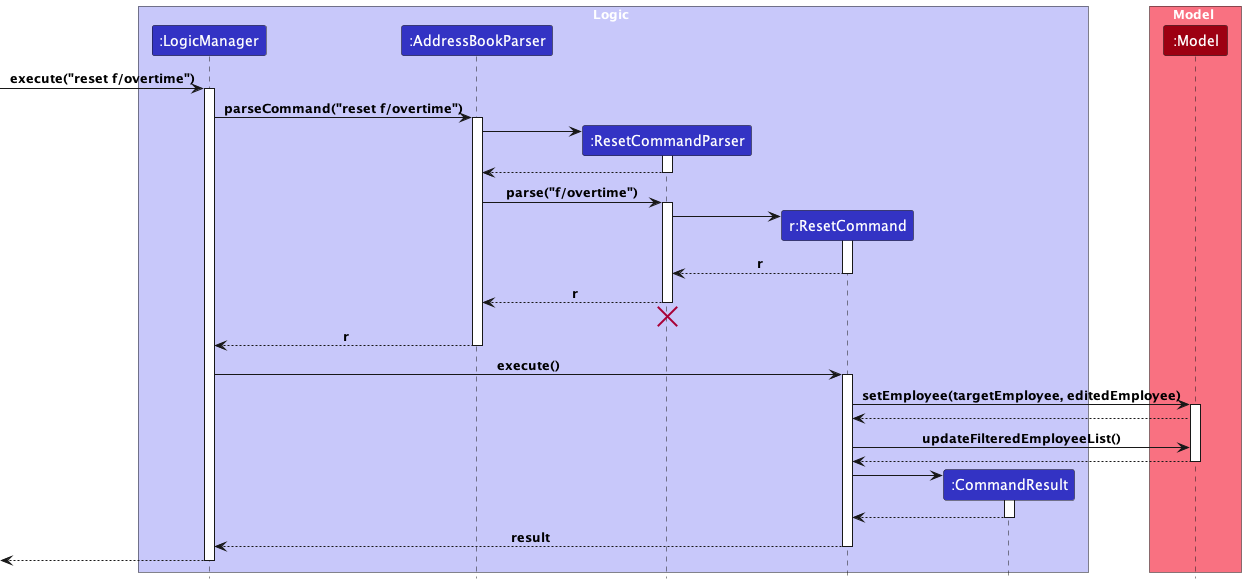 Logic
Model
:LogicManager
:AddressBookParser
:Model
execute("reset f/overtime")
parseCommand("reset f/overtime")
:ResetCommandParser
parse("f/overtime")
r:ResetCommand
r
r
r
execute()
setEmployee(targetEmployee, editedEmployee)
updateFilteredEmployeeList()
:CommandResult
result